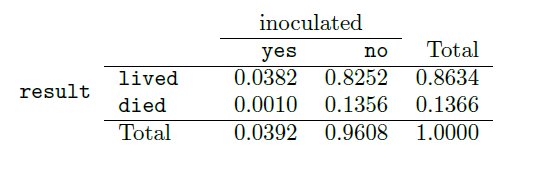 inoculated
yes no Total
lived 0.0382 0.8252 0.8634
result
died 0.0010 0.1356 0.1366
Total 0.0392 0.9608 1.0000